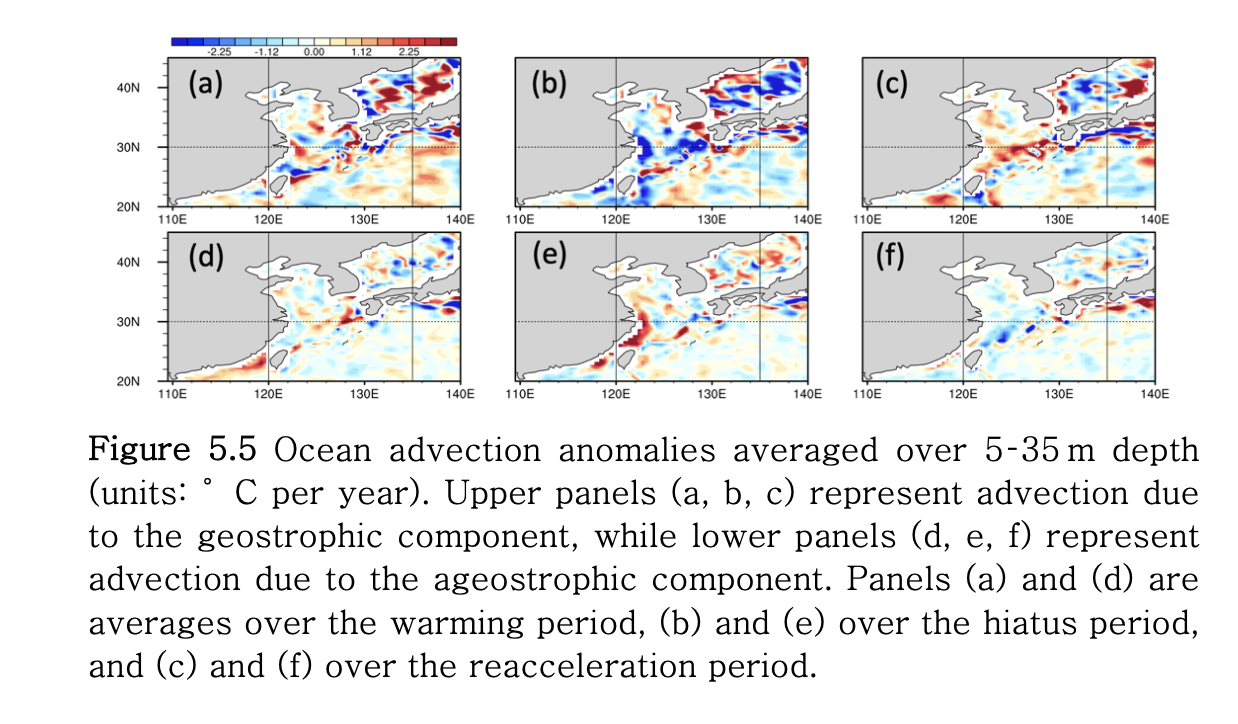 -2.25 -1.12 0.00 1.12 2.25
(a) (b) (c)
40N
30N
20N
110E 120E 130E 140E 110E 120E 130E 140E 110E 120E 130E 140E
(d) (e) (f)
40N
30N
20N
110E 120E 130E 140E 110E 120E 130E 140E 110E 120E 130E 140E
Figure 5.5 Ocean advection anomalies averaged over 5-35 m depth
(units: ˚ C per year). Upper panels (a, b, c) represent advection due
to the geostrophic component, while lower panels (d, e, f) represent
advection due to the ageostrophic component. Panels (a) and (d) are
averages over the warming period, (b) and (e) over the hiatus period,
and (c) and (f) over the reacceleration period.